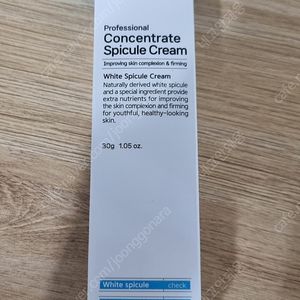 Professional
Concentrate
Spicule Cream
Improving skin complexion & firming
White Spicule Cream
Naturally derived white spicule
and a special ingredient provide
extra nutrients for improving
the skin complexion and firming
for youthful, healthy-looking
skin.
30g 1.05 oz.
White spicule check